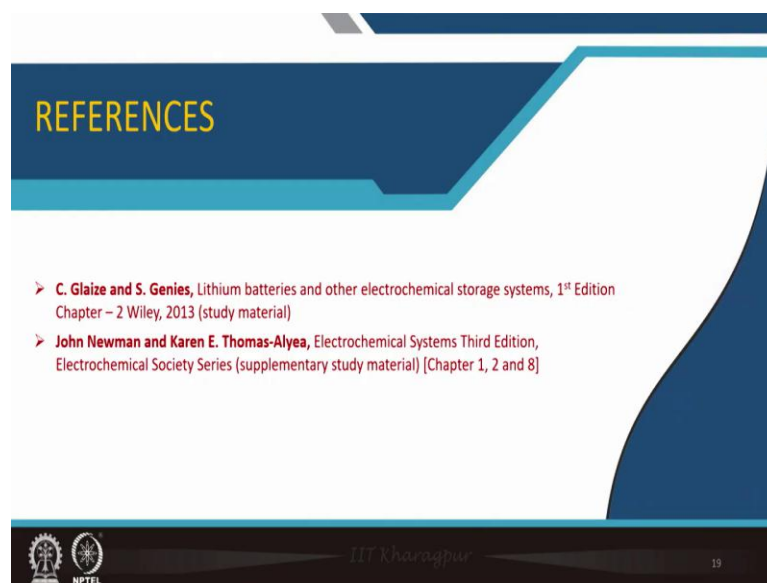 REFERENCES
➢ C. Glaize and S. Genies, Lithium batteries and other electrochemical storage systems, 1st Edition
Chapter – 2 Wiley, 2013 (study material)
➢ John Newman and Karen E. Thomas-Alyea, Electrochemical Systems Third Edition,
Electrochemical Society Series (supplementary study material) [Chapter 1, 2 and 8]
IIT Kharagpur
NPTEL
19